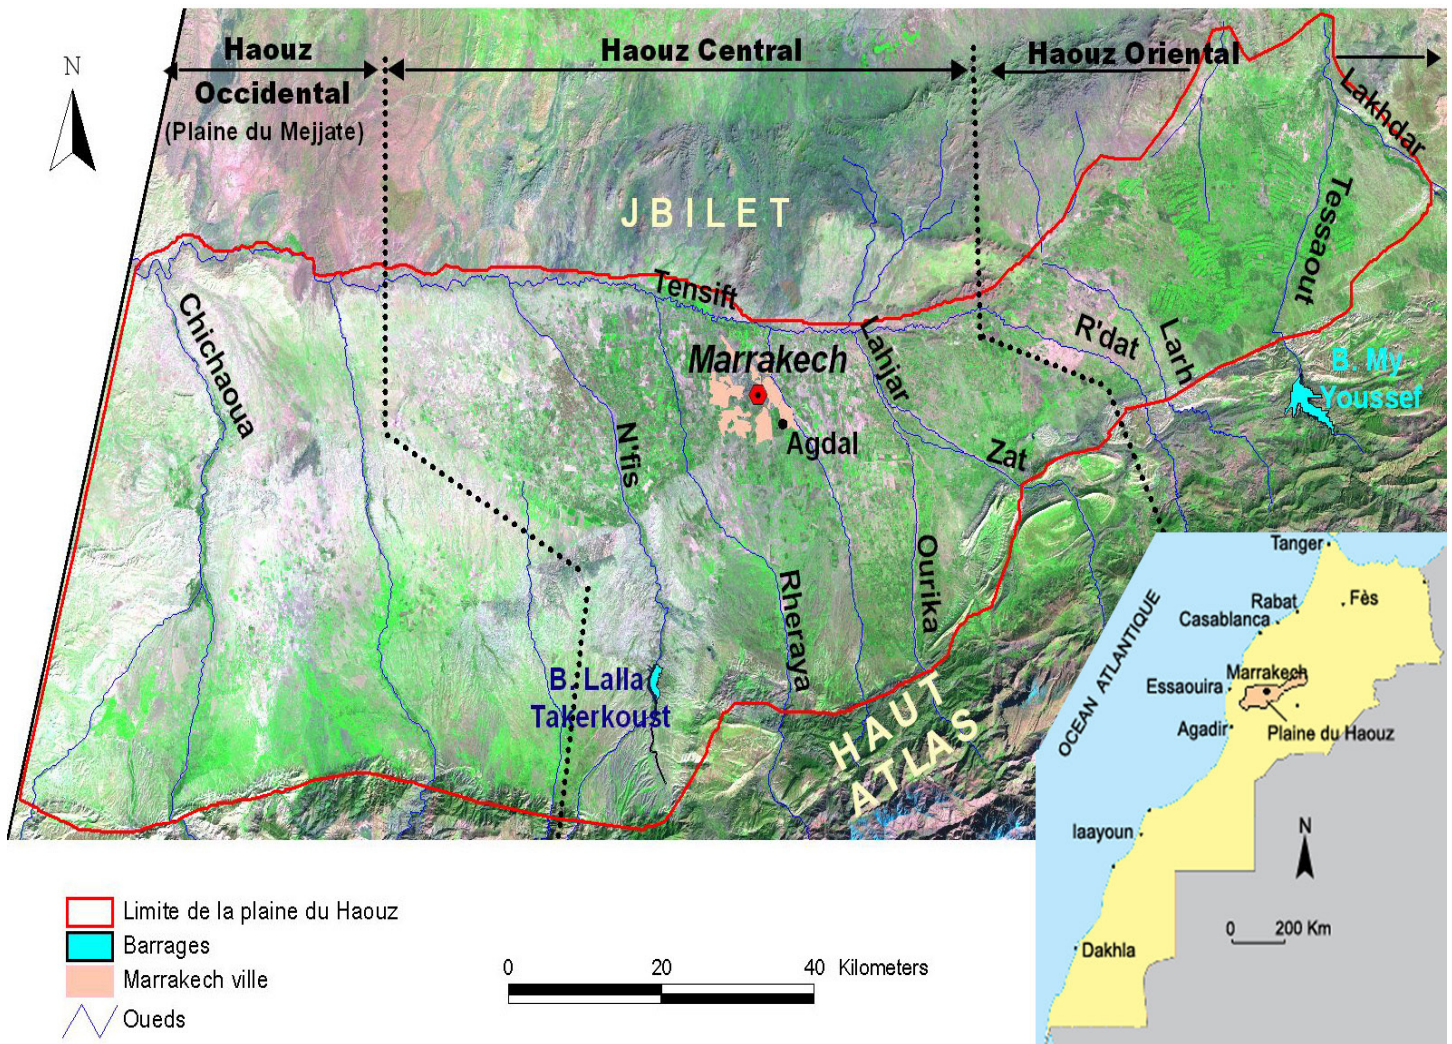 N
Haouz
Occidental
(Plaine du Mejjate)
Haouz Central
Haouz Oriental
Lakhdar
JBILET
Tessaout
Tensift
Chichaoua
Marrakech
Lahjar
R'dat
Larh
B. My
Youssef
Agdal
N'fis
Zat
Ourika
Rheraya
B. Lalla
Takerkoust
HAUT
ATLAS
Tanger
Fès
Rabat
Casablanca
OCEAN ATLANTIQUE
Marrakech
Essaouira
Agadir
Plaine du Haouz
laayoun
N
0 200 Km
Dakhla
Limite de la plaine du Haouz
Barrages
Marrakech ville
Oueds
0 20 40 Kilometers